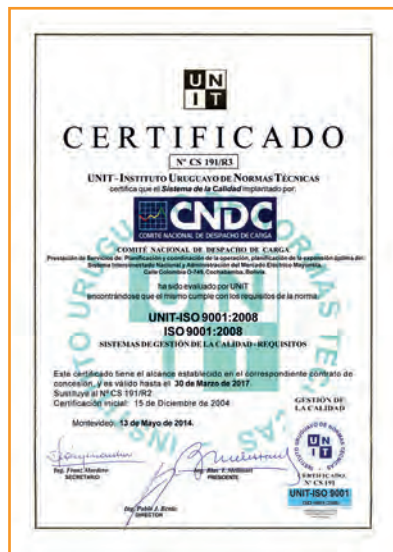 UN
IT
CERTIFICADO
Nº CS 191/R3
UNIT - INSTITUTO URUGUAYO DE NORMAS TÉCNICAS
certifica que el Sistema de la Calidad implantado por:
CNDC
COMITÉ NACIONAL DE DESPACHO DE CARGA
COMITÉ NACIONAL DE DESPACHO DE CARGA
Prestación de Servicios de: Planificación y coordinación de la operación, planificación de la expansión óptima del
Sistema Interconectado Nacional y Administración del Mercado Eléctrico Mayorista.
Calle Colombia O-749, Cochabamba, Bolivia.
ha sido evaluado por UNIT
encontrándose que el mismo cumple con los requisitos de la norma:
UNIT-ISO 9001:2008
ISO 9001:2008
SISTEMAS DE GESTIÓN DE LA CALIDAD - REQUISITOS
Este certificado tiene el alcance establecido en el correspondiente contrato de
concesión, y es válido hasta el 30 de Marzo de 2017.
Sustituye al Nº CS 191/R2
Certificación inicial: 15 de Diciembre de 2004
GESTIÓN DE
LA CALIDAD
Montevideo, 13 de Mayo de 2014.
SECRETARIO
PRESIDENTE
DIRECTOR
UN
IT
CERTIFICADO
Nº CS 191
UNIT-ISO 9001